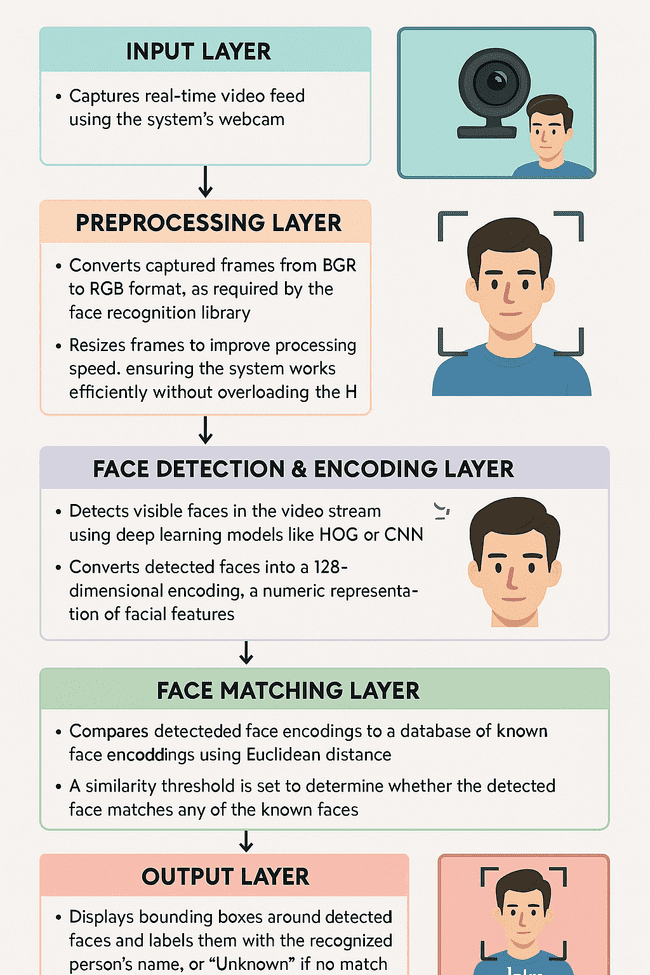 INPUT LAYER
• Captures real-time video feed
using the system's webcam
PREPROCESSING LAYER
• Converts captured frames from BGR
to RGB format, as required by the
face recognition library
• Resizes frames to improve processing
speed. ensuring the system works
efficiently without overloading the H
FACE DETECTION & ENCODING LAYER
• Detects visible faces in the video stream
using deep learning models like HOG or CNN
• Converts detected faces into a 128-
dimensional encoding, a numeric representa-
tion of facial features
FACE MATCHING LAYER
• Compares detecteded face encodings to a database of known
face encoddings using Euclidean distance
• A similarity threshold is set to determine whether the detected
face matches any of the known faces
OUTPUT LAYER
• Displays bounding boxes around detected
faces and labels them with the recognized
person's name, or “Unknown” if no match